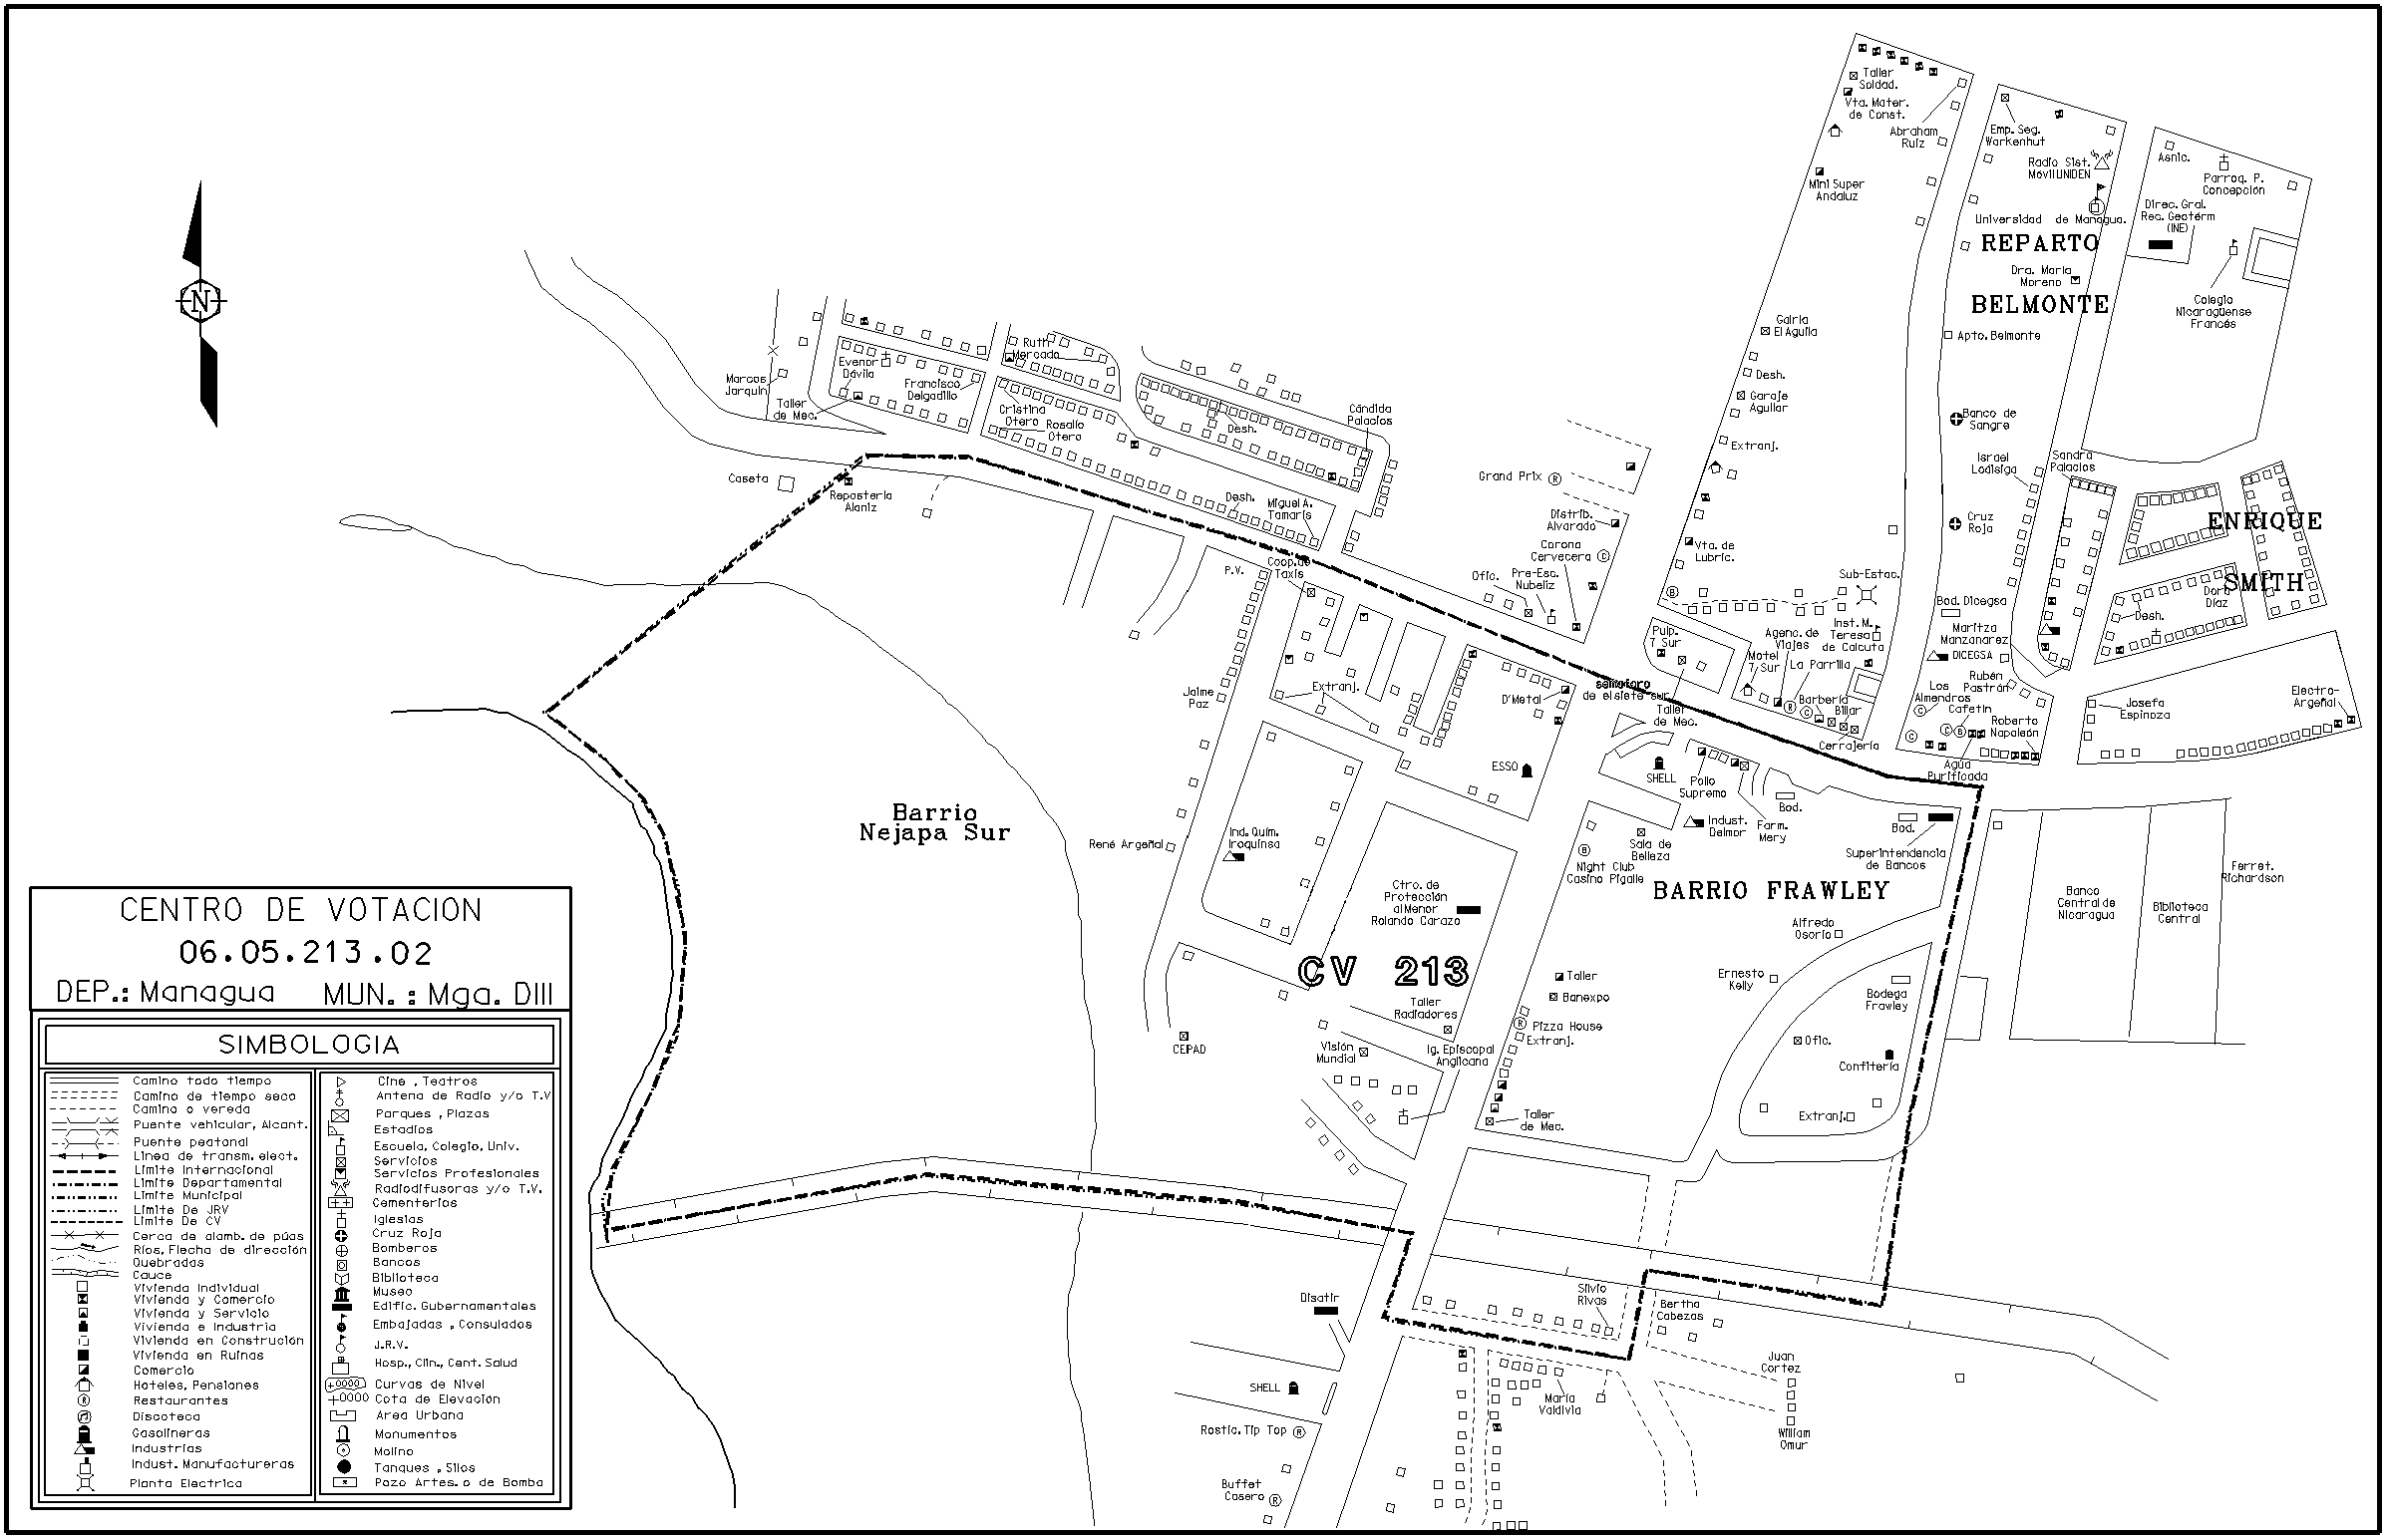 Taller
Soldad.
Vta. Mater.
de Const.
Abraham
Ruiz
Mini Super
Andaluz
Emp. Seg.
Warkenhut
Radio Sist.
Móvil UNIDEN
Universidad de Managua.
REPARTO
BELMONTE
Dra. Maria
Moreno
Asnic.
Parroq. P.
Concepción
Direc. Gral.
Rec. Geotérm
(INE)
Colegio
Nicaragüense
Francés
N
Galria
El Aguila
Apto. Belmonte
Desh.
Garaje
Aguilar
Extranj.
Banco de
Sangre
Israel
Lodisiga
Sandra
Palacios
Cruz
Roja
ENRIQUE
SMITH
Dora
Díaz
Desh.
Ruth
Mercado
Evenor
Dávila
Francisco
Delgadillo
Marcos
Jarquín
Taller
de Mec.
Cristina
Otero
Rosalio
Otero
Desh.
Cándida
Palacios
Caseta
Reposteria
Alaniz
Desh.
Miguel A.
Tamaris
Grand Prix
R
Distrib.
Alvarado
Corona
Cervecera
C
Ofic.
Pre-Esc.
Nubeliz
Vta. de
Lubric.
B
Sub-Estac.
P.V.
Coop. de
Taxis
Pulp.
7 Sur
Agenc. de
Viajes
Motel
7 Sur
Inst. M.
Teresa
de Calcuta
La Parrilla
Barbería
Billar
R
C
Cerrajería
Bod. Dicegsa
Maritza
Manzanarez
DICEGSA
Rubén
Pastrán
Los
Almendros
C
Cafetin
C
C B
Roberto
Napoleón
Agua
Purificada
Josefa
Espinoza
Electro-
Argeñal
Jaime
Paz
Extranj.
D'Metal
semoforo
de el siete sur
Taller
de Mec.
ESSO
SHELL
Pollo
Supremo
Bod.
Indust.
Delmor
Farm.
Mery
Bod.
Superintendencia
de Bancos
Barrio
Nejapa Sur
René Argeñal
Ind. Quím.
Iraquinsa
Sala de
Belleza
B
Night Club
Casino Pigalle
BARRIO FRAWLEY
Ctro. de
Protección
al Menor
Rolando Carazo
Banco
Central de
Nicaragua
Biblioteca
Central
Ferret.
Richardson
Alfredo
Osorio
Ernesto
Kelly
Bodega
Frawley
Ofic.
Confitería
Extranj.
CV 213
Taller
Radiadores
Taller
Banexpo
R
Pizza House
Extranj.
CEPAD
Visión
Mundial
Ig. Episcopal
Anglicana
Taller
de Mec.
Disatir
Silvio
Rivas
Bertha
Cabezas
Juan
Cortez
María
Valdivia
William
Omur
SHELL
Rostic. Tip Top
R
Buffet
Casero
R
CENTRO DE VOTACION
06.05.213.02
DEP.: Managua MUN. : Mga. DIII
SIMBOLOGIA
Camino todo tiempo
Camino de tiempo seco
Camino o vereda
Puente vehicular, Alcant.
Puente peatonal
Linea de transm. elect.
Limite Internacional
Limite Departamental
Limite Municipal
Limite De JRV
Limite De CV
Cerca de alamb. de púas
Ríos, Flecha de dirección
Quebradas
Cauce
Vivienda Individual
Vivienda y Comercio
Vivienda y Servicio
Vivienda e Industria
Vivienda en Construción
Vivienda en Ruinas
Comercio
Hoteles, Pensiones
R Restaurantes
Discoteca
Gasolineras
Industrias
Indust. Manufactureras
Planta Electrica
Cine , Teatros
Antena de Radio y/o T.V
Parques , Plazas
Estadios
Escuela, Colegio, Univ.
Servicios
Servicios Profesionales
Radiodifusoras y/o T.V.
Cementerios
Iglesias
Cruz Roja
Bomberos
Bancos
Biblioteca
Museo
Edific. Gubernamentales
Embajadas , Consulados
J.R.V.
Hosp., Clin., Cent. Salud
+0000 Curvas de Nivel
+0000 Cota de Elevación
Area Urbana
Monumentos
Molino
Tanques , Silos
Pozo Artes. o de Bomba